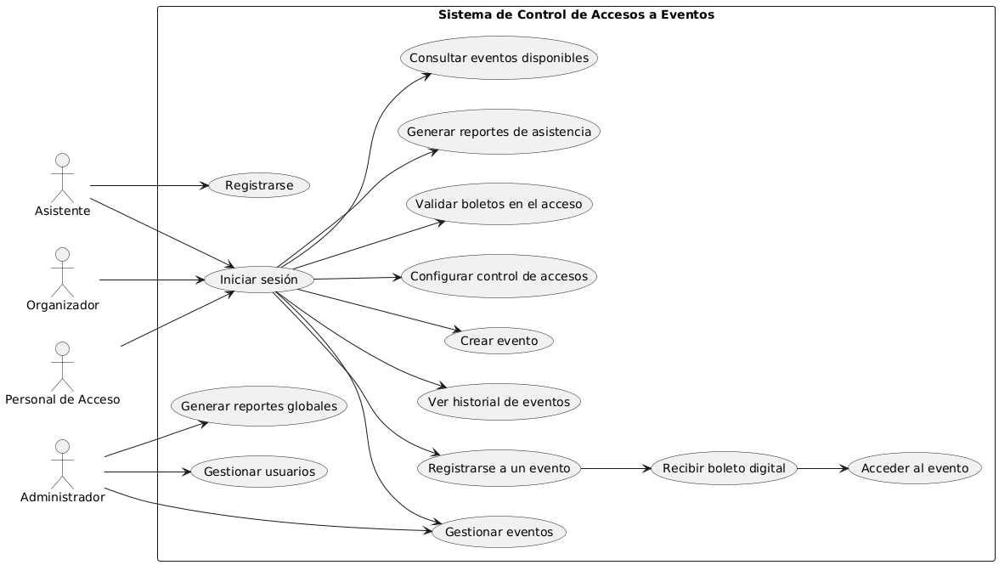 Sistema de Control de Accesos a Eventos
Consultar eventos disponibles
Generar reportes de asistencia
Registrarse
Validar boletos en el acceso
Asistente
Iniciar sesión
Configurar control de accesos
Organizador
Crear evento
Personal de Acceso
Ver historial de eventos
Generar reportes globales
Gestionar usuarios
Registrarse a un evento
Recibir boleto digital
Acceder al evento
Administrador
Gestionar eventos